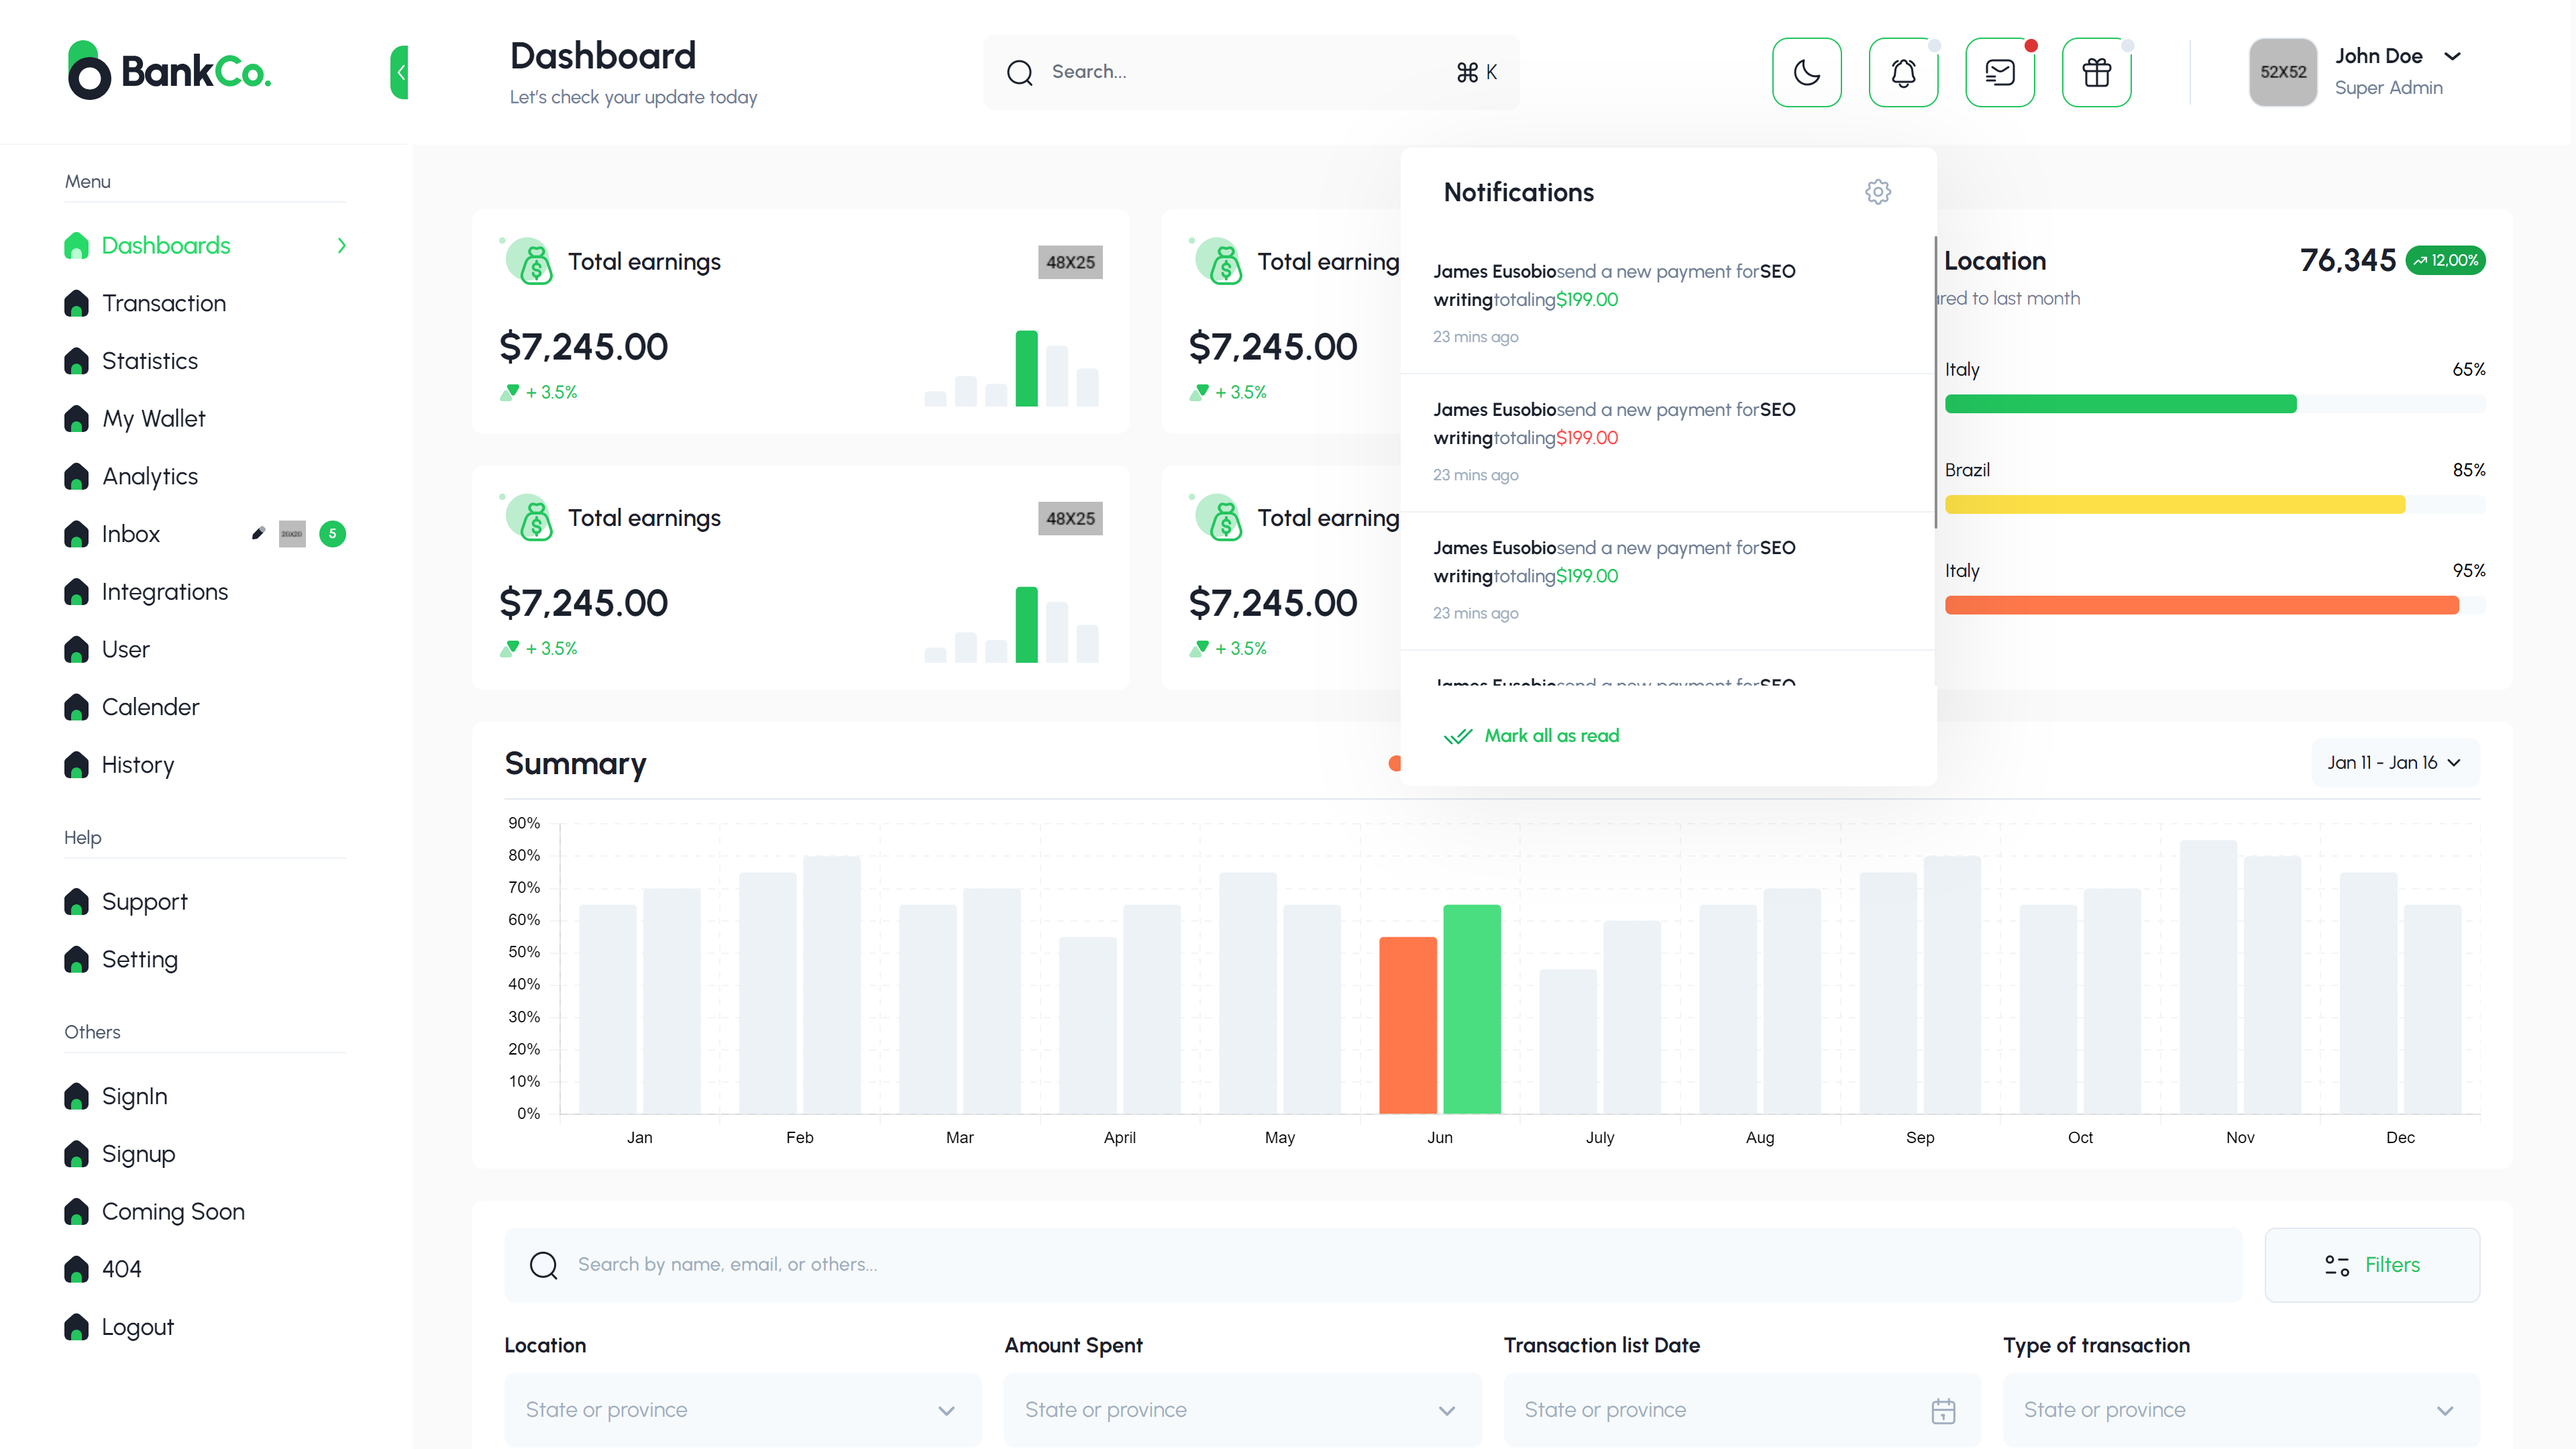 BankCo.
Dashboard
Let's check your update today
Search...
⌘ K
52X52
John Doe
Super Admin
Menu
Dashboards
Transaction
Statistics
My Wallet
Analytics
Inbox
20X20
5
Integrations
User
Calender
History
Help
Support
Setting
Others
SignIn
Signup
Coming Soon
404
Logout
Total earnings
48X25
$7,245.00
+ 3.5%
Total earning
$7,245.00
+ 3.5%
Total earnings
48X25
$7,245.00
+ 3.5%
Total earning
$7,245.00
+ 3.5%
Notifications
James Eusobiosend a new payment forSEO
writingtotaling$199.00
23 mins ago
James Eusobiosend a new payment forSEO
writingtotaling$199.00
23 mins ago
James Eusobiosend a new payment forSEO
writingtotaling$199.00
23 mins ago
James Eusobiosend a new payment forSEO
Mark all as read
Location
76,345
12,00%
red to last month
Italy
65%
Brazil
85%
Italy
95%
Summary
Jan 11 - Jan 16
90%
80%
70%
60%
50%
40%
30%
20%
10%
0%
Jan
Feb
Mar
April
May
Jun
July
Aug
Sep
Oct
Nov
Dec
Search by name, email, or others...
Filters
Location
State or province
Amount Spent
State or province
Transaction list Date
State or province
Type of transaction
State or province